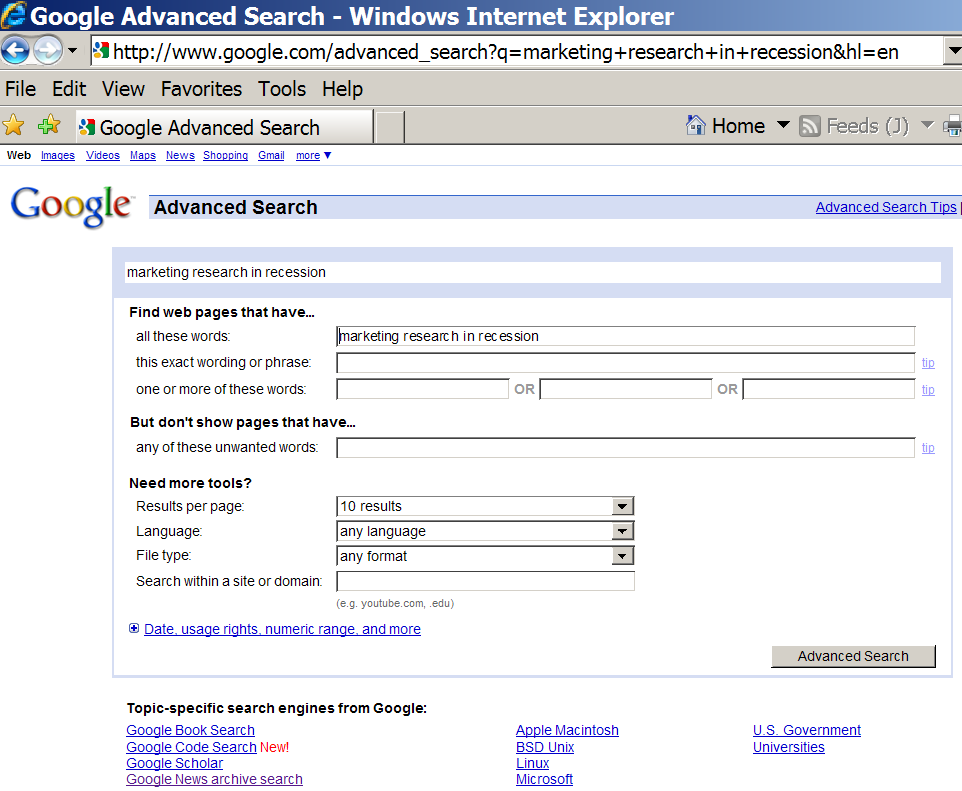 Google Advanced Search - Windows Internet Explorer
http://www.google.com/advanced_search?q=marketing+research+in+recession&hl=en
File Edit View Favorites Tools Help
Google Advanced Search Home Feeds (J)
Web Images Videos Maps News Shopping Gmail more ▼
Google™ Advanced Search Advanced Search Tips |
marketing research in recession
Find web pages that have...
all these words: marketing research in recession
this exact wording or phrase: tip
one or more of these words: OR OR tip
But don't show pages that have...
any of these unwanted words: tip
Need more tools?
Results per page: 10 results
Language: any language
File type: any format
Search within a site or domain:
(e.g. youtube.com, .edu)
Date, usage rights, numeric range, and more
Advanced Search
Topic-specific search engines from Google:
Google Book Search Apple Macintosh U.S. Government
Google Code Search New! BSD Unix Universities
Google Scholar Linux
Google News archive search Microsoft